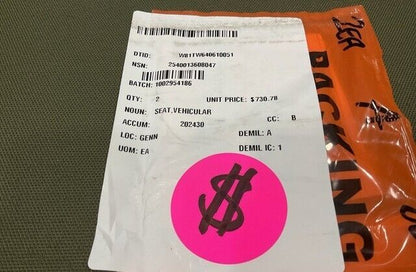 DTID: W81TW640610051
NSN: 2540013608047
BATCH: 1002954186
QTY: 2 UNIT PRICE: $730.78
NOUN: SEAT,VEHICULAR
ACCUM: 202430 CC: B
LOC: GENN DEMIL: A
UOM: EA DEMIL IC: 1
$
PACKING